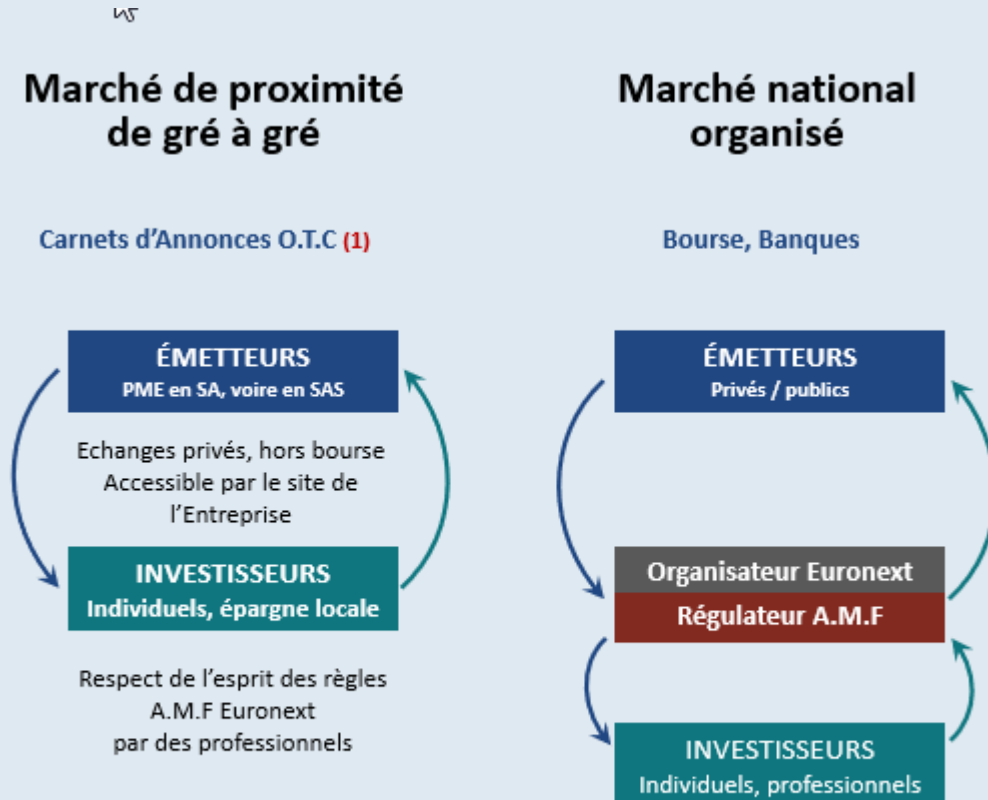 Marché de proximité
de gré à gré
Carnets d'Annonces O.T.C (1)
ÉMETTEURS
PME en SA, voire en SAS
Echanges privés, hors bourse
Accessible par le site de
l'Entreprise
INVESTISSEURS
Individuels, épargne locale
Respect de l'esprit des règles
A.M.F Euronext
par des professionnels
Marché national
organisé
Bourse, Banques
ÉMETTEURS
Privés / publics
Organisateur Euronext
Régulateur A.M.F
INVESTISSEURS
Individuels, professionnels